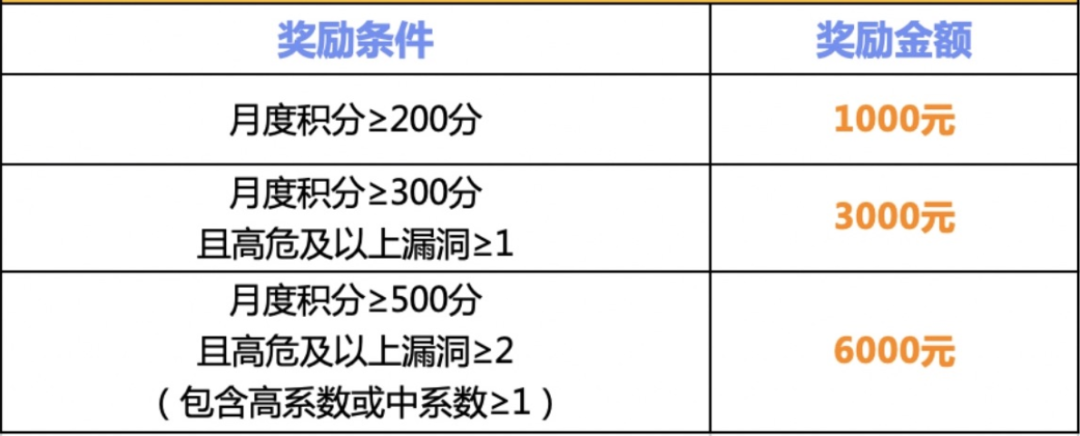 奖励条件
奖励金额
月度积分≥200分
1000元
月度积分≥300分
且高危及以上漏洞≥1
3000元
月度积分≥500分
且高危及以上漏洞≥2
（包含高系数或中系数≥1）
6000元